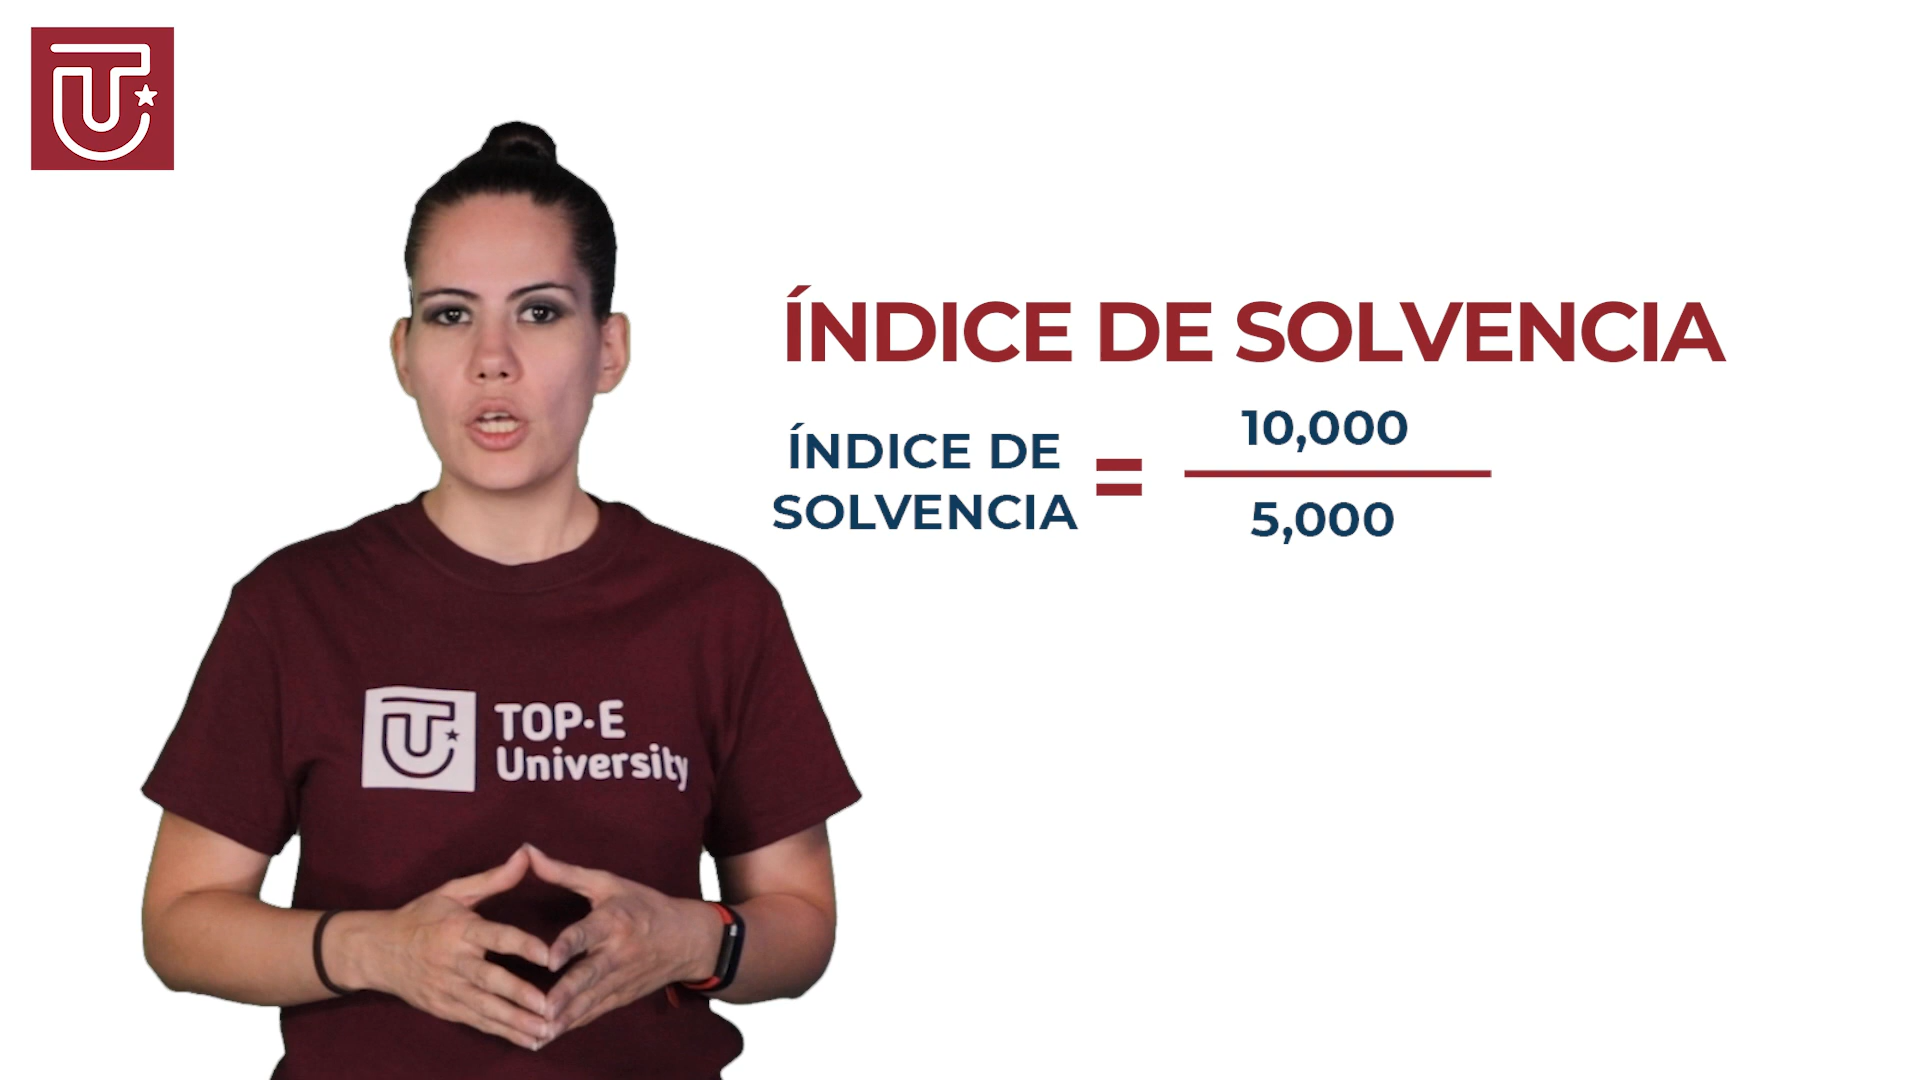 ÍNDICE DE SOLVENCIA
ÍNDICE DE
SOLVENCIA
=
10,000
5,000
TOP·E
University